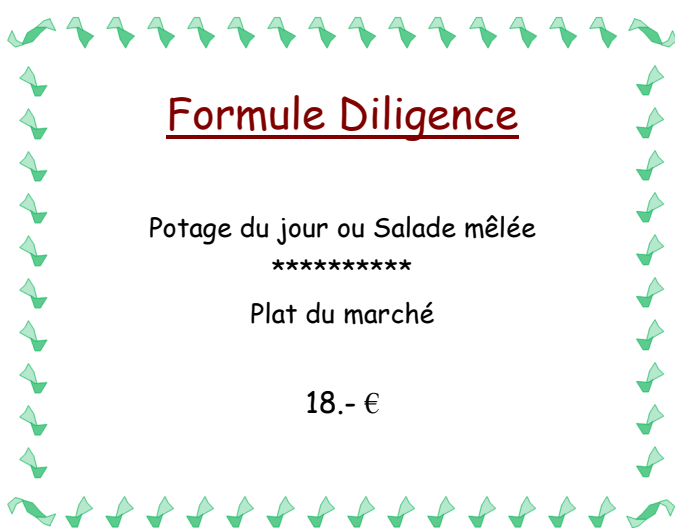 Formule Diligence
Potage du jour ou Salade mêlée
**********
Plat du marché
18.- €